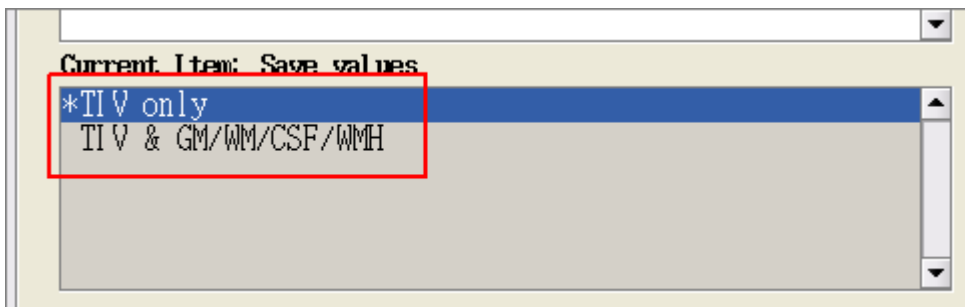 Current Item: Save values
*TIV only
TIV & GM/WM/CSF/WMH